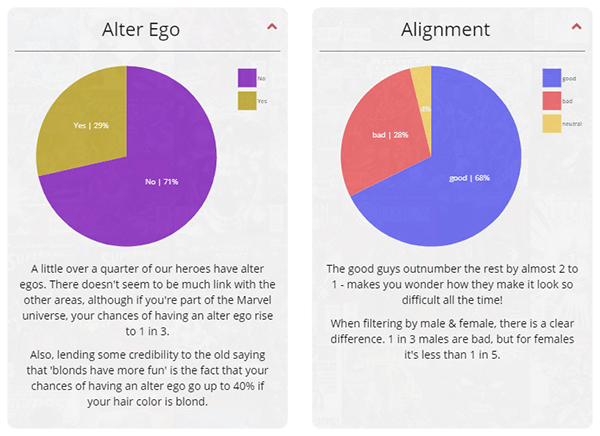 Alter Ego
No
Yes
Yes | 29%
No | 71%
A little over a quarter of our heroes have alter
egos. There doesn't seem to be much link with the
other areas, although if you're part of the Marvel
universe, your chances of having an alter ego rise
to 1 in 3.
Also, lending some credibility to the old saying
that 'blonds have more fun' is the fact that your
chances of having an alter ego go up to 40% if
your hair color is blond.
Alignment
good
bad
neutral
bad | 28%
good | 68%
The good guys outnumber the rest by almost 2 to
1 - makes you wonder how they make it look so
difficult all the time!
When filtering by male & female, there is a clear
difference. 1 in 3 males are bad, but for females
it's less than 1 in 5.